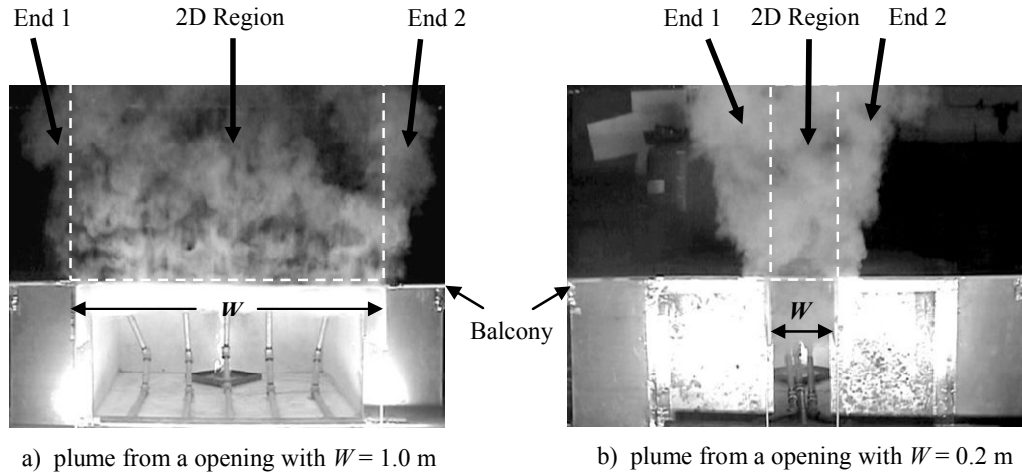 End 1
2D Region
End 2
End 1
2D Region
End 2
W
W
Balcony
a) plume from a opening with W = 1.0 m
b) plume from a opening with W = 0.2 m